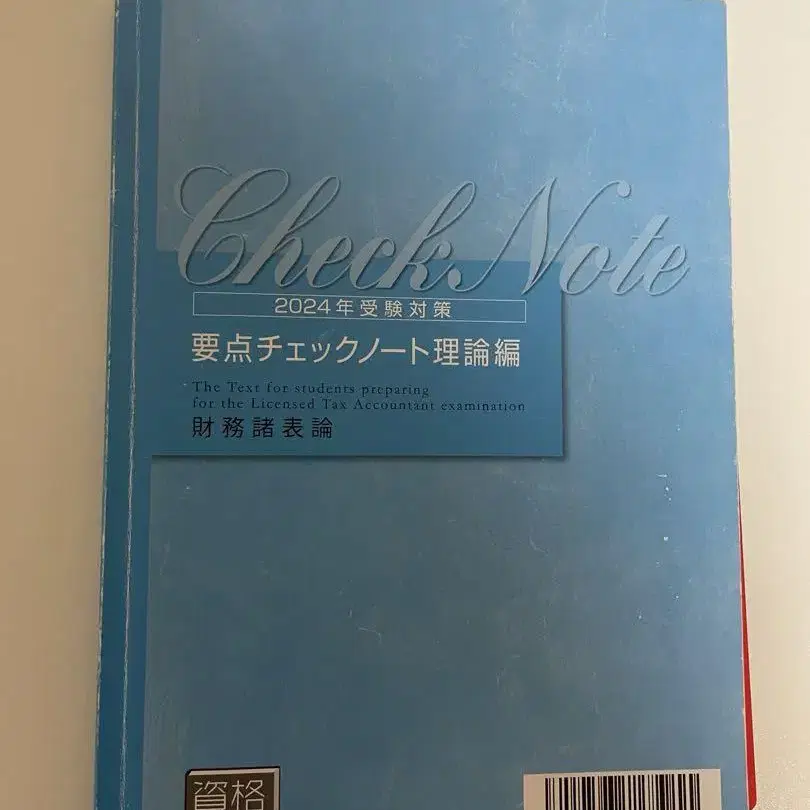 Check Note
2024年受験対策
要点チェックノート理論編
The Text for students preparing
for the Licensed Tax Accountant examination
財務諸表論
資格